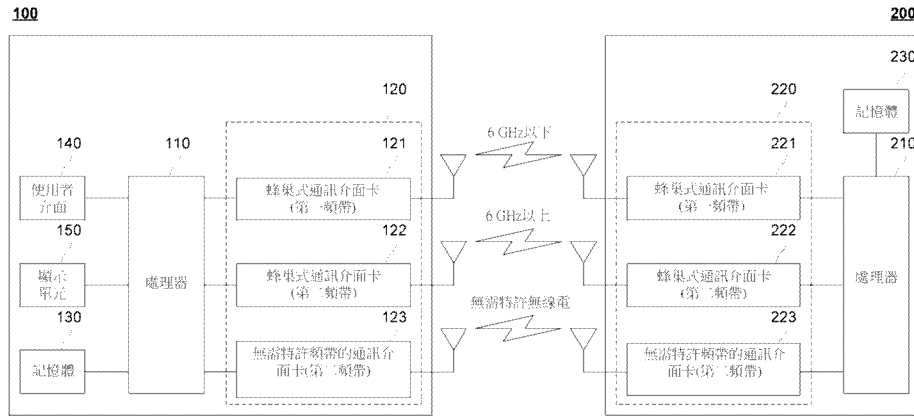 100
200
230
120
220
記憶體
140
110
121
6 GHz以下
221
210
使用者
介面
蜂巢式通訊介面卡
(第一頻帶)
蜂巢式通訊介面卡
(第一頻帶)
150
122
6 GHz以上
222
顯示
單元
處理器
蜂巢式通訊介面卡
(第二頻帶)
蜂巢式通訊介面卡
(第二頻帶)
處理器
130
123
無需特許無線電
223
記憶體
無需特許頻帶的通訊介
面卡(第二頻帶)
無需特許頻帶的通訊介
面卡(第二頻帶)